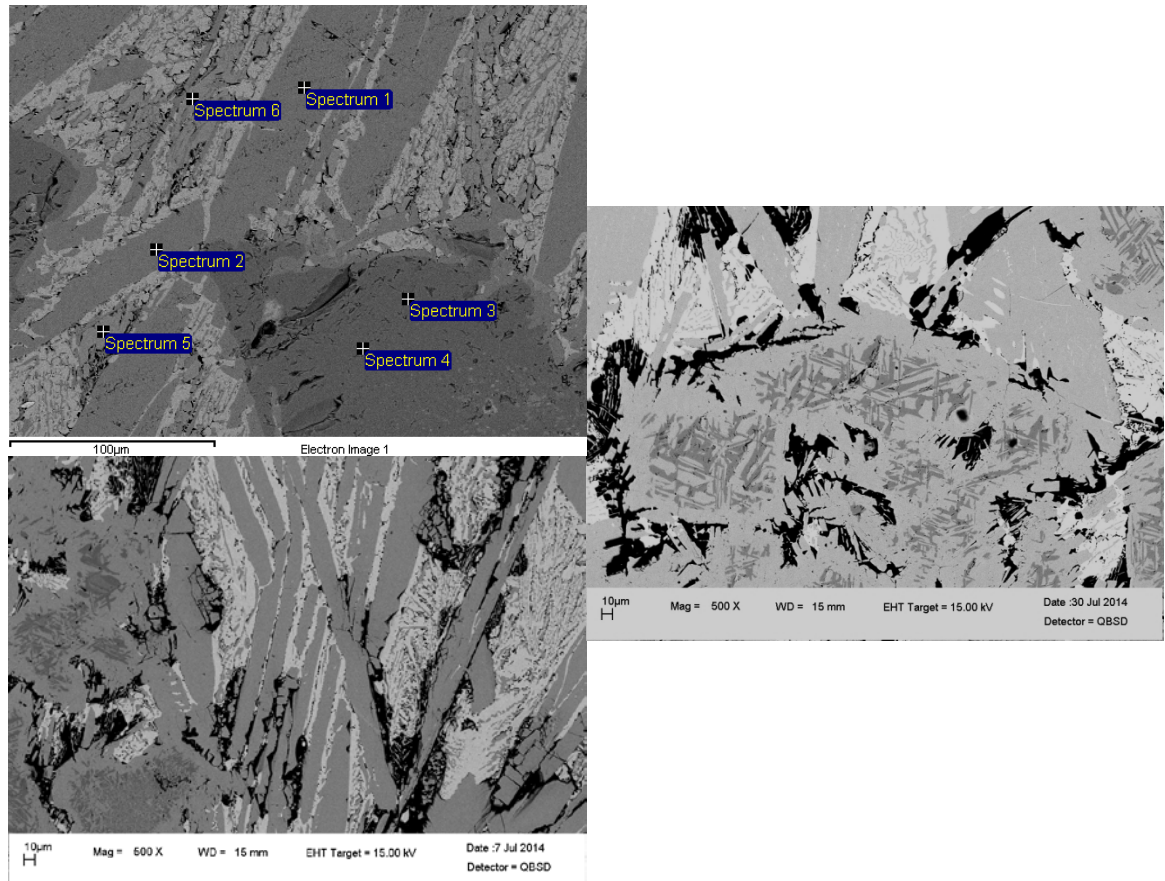 Spectrum 1
Spectrum 6
Spectrum 2
Spectrum 3
Spectrum 5
Spectrum 4
100µm Electron Image 1
10µm Mag = 500 X WD = 15 mm EHT Target = 15.00 kV Date :30 Jul 2014
Detector = QBSD
10µm Mag = 500 X WD = 15 mm EHT Target = 15.00 kV Date :7 Jul 2014
Detector = QBSD